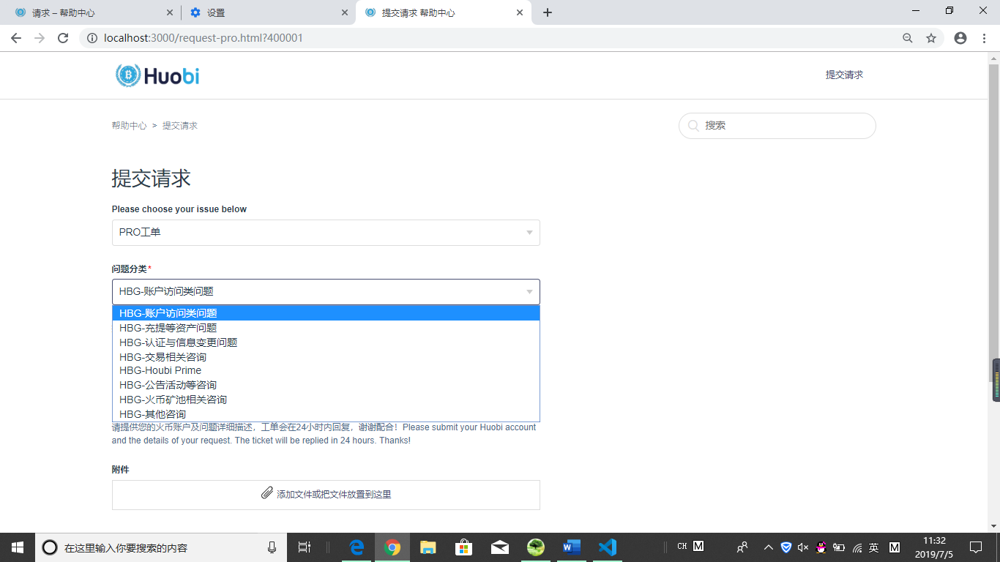 请求 – 帮助中心
设置
提交请求 帮助中心
localhost:3000/request-pro.html?400001
Huobi
提交请求
帮助中心 > 提交请求
搜索
提交请求
Please choose your issue below
PRO工单
问题分类*
HBG-账户访问类问题
HBG-账户访问类问题
HBG-充提等资产问题
HBG-认证与信息变更问题
HBG-交易相关咨询
HBG-Houbi Prime
HBG-公告活动等咨询
HBG-火币矿池相关咨询
HBG-其他咨询
请提供您的火币账户及问题详细描述，工单会在24小时内回复，谢谢配合！Please submit your Huobi account
and the details of your request. The ticket will be replied in 24 hours. Thanks!
附件
添加文件或把文件放置到这里
在这里输入你要搜索的内容
CH M
英 M
11:32
2019/7/5